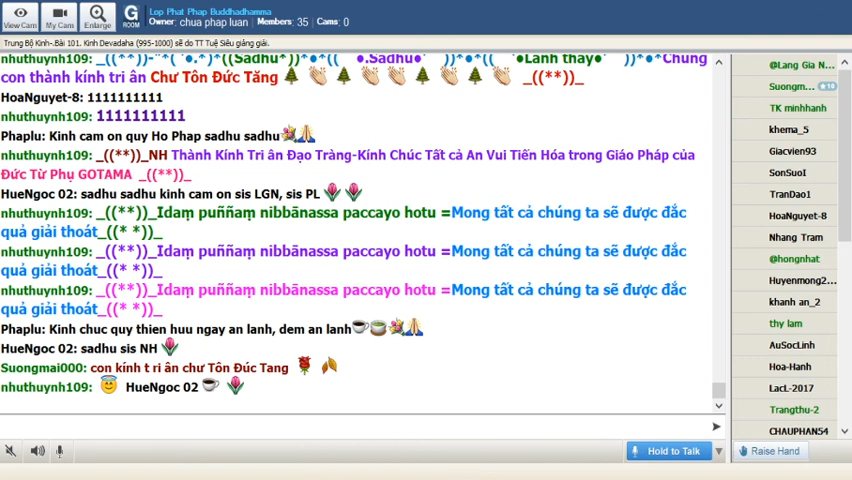 View Cam
My Cams
Enlarge
G ROOM
Lop Phat Phap Buddhadhamma
Owner: chua phap luan Members: 35 Cams: 0
Trung Bộ Kinh-.Bài 101. Kinh Devadaha (995-1000) sẽ do TT Tuệ Siêu giảng giải.
nhuthuynh109: _((**))_-"*( ●.*)●((Sadhu*))*●*(( ●.Sadhu● ))*●*(( ●Lành thay● ))*●*Chúng
con thành kính tri ân Chư Tôn Đức Tăng _((**))_
HoaNguyet-8: 1111111111
nhuthuynh109: 1111111111
Phaplu: Kinh cam on quy Ho Phap sadhu sadhu
nhuthuynh109: _((**))_NH Thành Kính Tri ân Đạo Tràng-Kính Chúc Tất cả An Vui Tiến Hóa trong Giáo Pháp của
Đức Từ Phụ GOTAMA _((**))_
HueNgoc 02: sadhu sadhu kinh cam on sis LGN, sis PL
nhuthuynh109: _((**))_Idaṃ puññaṃ nibbānassa paccayo hotu =Mong tất cả chúng ta sẽ được đắc
quả giải thoát_((* *))_
nhuthuynh109: _((**))_Idaṃ puññaṃ nibbānassa paccayo hotu =Mong tất cả chúng ta sẽ được đắc
quả giải thoát_((* *))_
nhuthuynh109: _((**))_Idaṃ puññaṃ nibbānassa paccayo hotu =Mong tất cả chúng ta sẽ được đắc
quả giải thoát_((* *))_
Phaplu: Kinh chuc quy thien huu ngay an lanh, dem an lanh
HueNgoc 02: sadhu sis NH
Suongmai000: con kính t ri ân chư Tôn Đúc Tang
nhuthuynh109: HueNgoc 02
Hold to Talk
Raise Hand
@Lang Gia N...
Suongm... 10
TK minhhanh
khema_5
Giacvien93
SonSuoI
TranDao1
HoaNguyet-8
Nhang Tram
@hongnhat
Huyenmong2...
khanh an_2
thy lam
AuSocLinh
Hoa-Hanh
LacL-2017
Trangthu-2
CHAUPHAN54